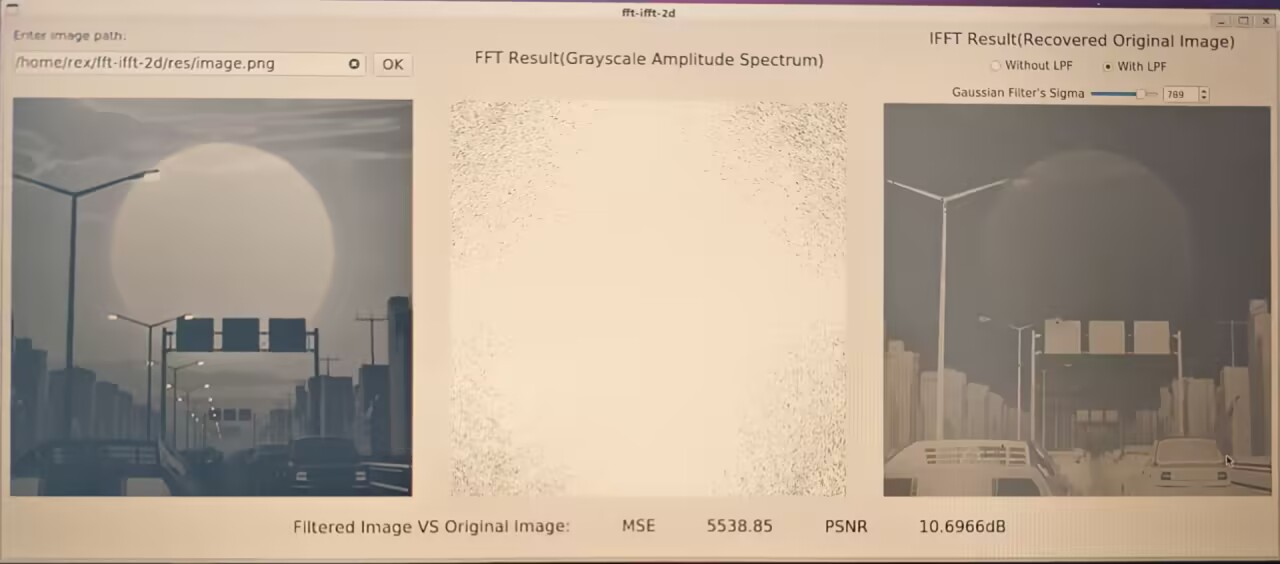 fft-ifft-2d
Enter image path:
/home/rex/fft-ifft-2d/res/image.png
OK
FFT Result(Grayscale Amplitude Spectrum)
IFFT Result(Recovered Original Image)
Without LPF
With LPF
Gaussian Filter's Sigma
789
Filtered Image VS Original Image: MSE 5538.85 PSNR 10.6966dB